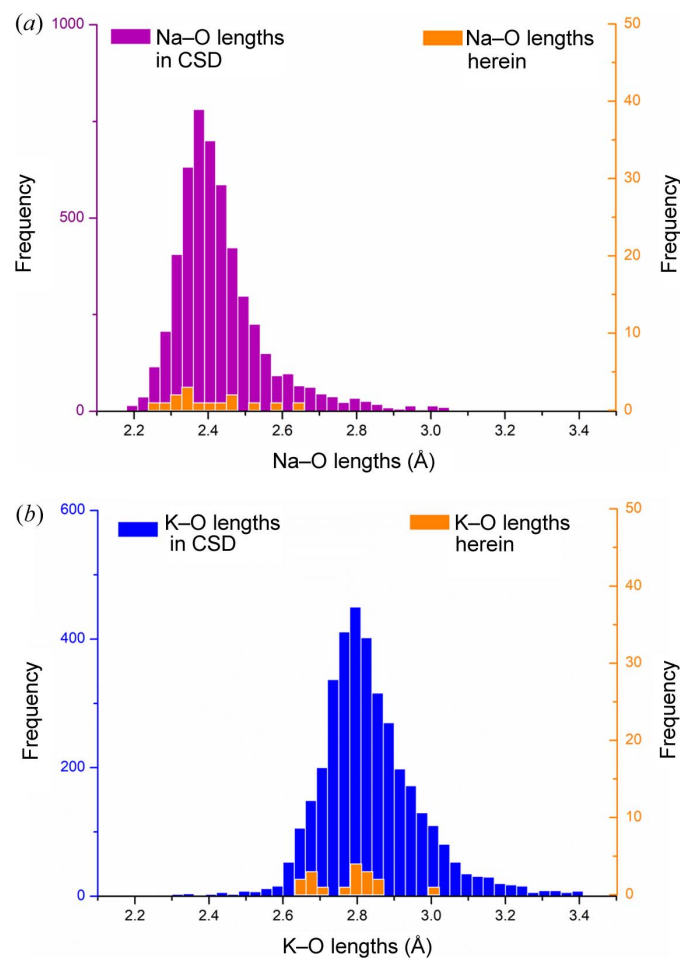 (a)
1000
500
0
Frequency
Na–O lengths
in CSD
Na–O lengths
herein
50
40
30
20
10
0
Frequency
2.2 2.4 2.6 2.8 3.0 3.2 3.4
Na–O lengths (Å)
(b)
600
400
200
0
Frequency
K–O lengths
in CSD
K–O lengths
herein
50
40
30
20
10
0
Frequency
2.2 2.4 2.6 2.8 3.0 3.2 3.4
K–O lengths (Å)